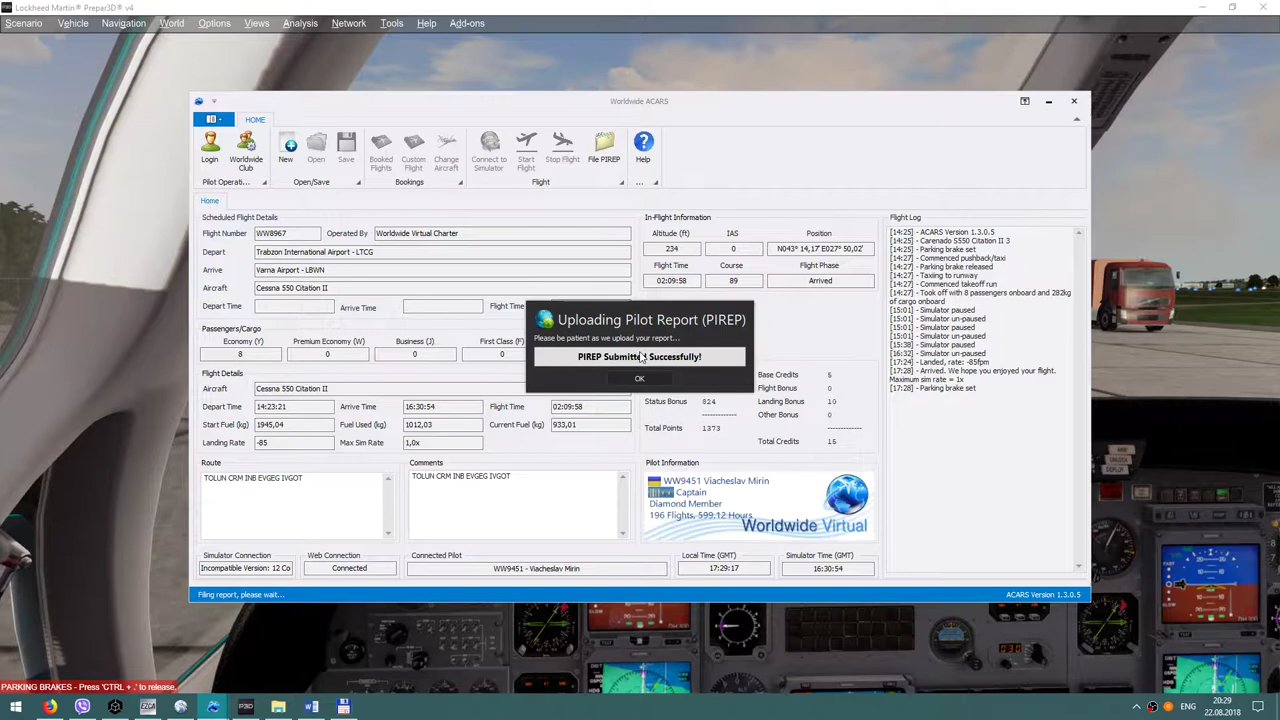 Lockheed Martin® Prepar3D® v4
Scenario Vehicle Navigation World Options Views Analysis Network Tools Help Add-ons
Worldwide ACARS
HOME
Login
Worldwide Club
New
Open
Save
Booked Flights
Custom Flight
Change Aircraft
Connect to Simulator
Start Flight
Stop Flight
File PIREP
Help
Pilot Operati...
Open/Save
Bookings
Flight
...
Home
Scheduled Flight Details
Flight Number WW8967 Operated By Worldwide Virtual Charter
Depart Trabzon International Airport - LTCG
Arrive Varna Airport - LBWN
Aircraft Cessna 550 Citation II
Depart Time Arrive Time Flight Time
Passengers/Cargo
Economy (Y) Premium Economy (W) Business (J) First Class (F)
8 0 0 0
Flight Details
Aircraft Cessna 550 Citation II
Depart Time 14:23:21 Arrive Time 16:30:54 Flight Time 02:09:58
Start Fuel (kg) 1945,04 Fuel Used (kg) 1012,03 Current Fuel (kg) 933,01
Landing Rate -85 Max Sim Rate 1,0x
Route
TOLUN CRM INB EVGEG IVGOT
Comments
TOLUN CRM INB EVGEG IVGOT
In-Flight Information
Altitude (ft) IAS Position
234 0 N043° 14,17' E027° 50,02'
Flight Time Course Flight Phase
02:09:58 89 Arrived
Uploading Pilot Report (PIREP)
Please be patient as we upload your report...
PIREP Submitted Successfully!
OK
Base Credits 5
Flight Bonus 0
Status Bonus 824 Landing Bonus 10
------------- Other Bonus 0
Total Points 1373 -------------
Total Credits 15
Pilot Information
WW9451 Viacheslav Mirin
Captain
Diamond Member
196 Flights, 599.12 Hours
Worldwide Virtual
Flight Log
[14:25] - ACARS Version 1.3.0.5
[14:25] - Carenado S550 Citation II 3
[14:25] - Parking brake set
[14:27] - Commenced pushback/taxi
[14:27] - Parking brake released
[14:27] - Taxiing to runway
[14:28] - Commenced takeoff run
[14:28] - Took off with 8 passengers onboard and 282kg
of cargo onboard
[15:01] - Simulator paused
[15:01] - Simulator un-paused
[15:01] - Simulator paused
[15:01] - Simulator un-paused
[15:38] - Simulator paused
[16:32] - Simulator un-paused
[17:24] - Landed, rate: -85fpm
[17:28] - Arrived. We hope you enjoyed your flight.
Maximum sim rate = 1x
[17:28] - Parking brake set
Simulator Connection Web Connection Connected Pilot Local Time (GMT) Simulator Time (GMT)
Incompatible Version: 12 Co Connected WW9451 - Viacheslav Mirin 17:29:17 16:30:54
Filing report, please wait... ACARS Version 1.3.0.5
PARKING BRAKES - Press 'CTRL + .' to release.
EZCA
P3D
ENG
20:29
22.08.2018